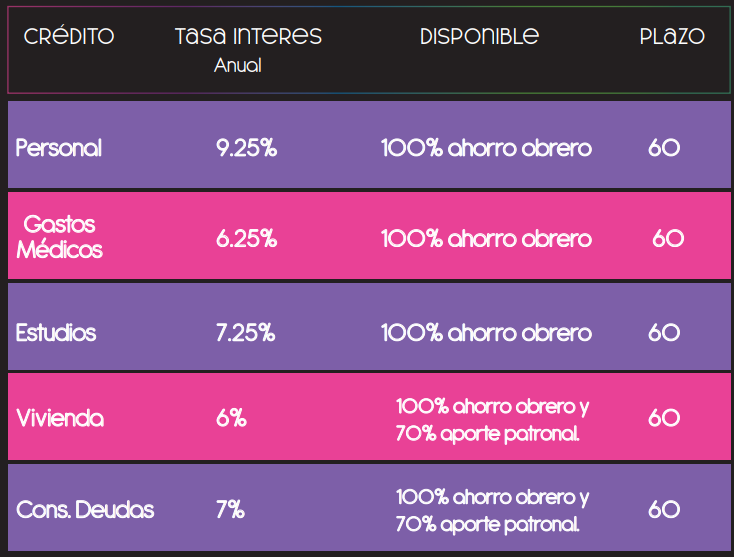 CRÉDITO TASA INTERES DISPONIBLE PLAZO
Anual
Personal 9.25% 100% ahorro obrero 60
Gastos
Médicos 6.25% 100% ahorro obrero 60
Estudios 7.25% 100% ahorro obrero 60
Vivienda 6% 100% ahorro obrero y
70% aporte patronal. 60
Cons. Deudas 7% 100% ahorro obrero y
70% aporte patronal. 60